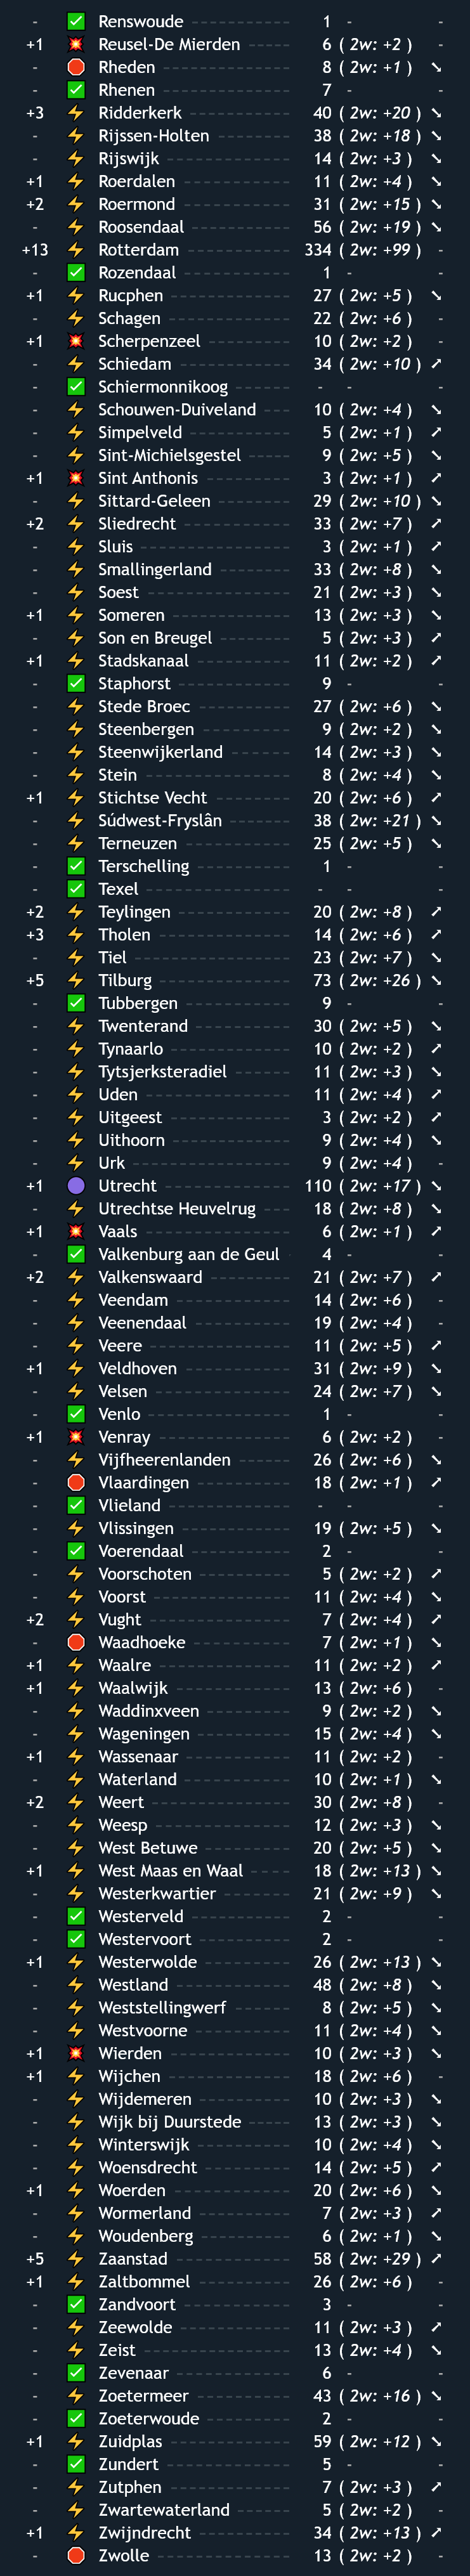 - ✅ Renswoude 1 - -
+1 💥 Reusel-De Mierden 6 ( 2w: +2 ) -
- 🛑 Rheden 8 ( 2w: +1 ) ↘
- ✅ Rhenen 7 - -
+3 ⚡ Ridderkerk 40 ( 2w: +20 ) ↘
- ⚡ Rijssen-Holten 38 ( 2w: +18 ) ↘
- ⚡ Rijswijk 14 ( 2w: +3 ) ↘
+1 ⚡ Roerdalen 11 ( 2w: +4 ) ↘
+2 ⚡ Roermond 31 ( 2w: +15 ) ↘
- ⚡ Roosendaal 56 ( 2w: +19 ) ↘
+13 ⚡ Rotterdam 334 ( 2w: +99 ) -
- ✅ Rozendaal 1 - -
+1 ⚡ Rucphen 27 ( 2w: +5 ) ↘
- ⚡ Schagen 22 ( 2w: +6 ) -
+1 💥 Scherpenzeel 10 ( 2w: +2 ) -
- ⚡ Schiedam 34 ( 2w: +10 ) ↗
- ✅ Schiermonnikoog - - -
- ⚡ Schouwen-Duiveland 10 ( 2w: +4 ) ↘
- ⚡ Simpelveld 5 ( 2w: +1 ) ↗
- ⚡ Sint-Michielsgestel 9 ( 2w: +5 ) ↘
+1 💥 Sint Anthonis 3 ( 2w: +1 ) ↗
- ⚡ Sittard-Geleen 29 ( 2w: +10 ) ↘
+2 ⚡ Sliedrecht 33 ( 2w: +7 ) ↗
- ⚡ Sluis 3 ( 2w: +1 ) ↗
- ⚡ Smallingerland 33 ( 2w: +8 ) ↘
- ⚡ Soest 21 ( 2w: +3 ) ↘
+1 ⚡ Someren 13 ( 2w: +3 ) ↘
- ⚡ Son en Breugel 5 ( 2w: +3 ) ↗
+1 ⚡ Stadskanaal 11 ( 2w: +2 ) ↗
- ✅ Staphorst 9 - -
- ⚡ Stede Broec 27 ( 2w: +6 ) ↘
- ⚡ Steenbergen 9 ( 2w: +2 ) ↘
- ⚡ Steenwijkerland 14 ( 2w: +3 ) ↘
- ⚡ Stein 8 ( 2w: +4 ) ↘
+1 ⚡ Stichtse Vecht 20 ( 2w: +6 ) ↗
- ⚡ Súdwest-Fryslân 38 ( 2w: +21 ) ↘
- ⚡ Terneuzen 25 ( 2w: +5 ) ↘
- ✅ Terschelling 1 - -
- ✅ Texel - - -
+2 ⚡ Teylingen 20 ( 2w: +8 ) ↗
+3 ⚡ Tholen 14 ( 2w: +6 ) ↗
- ⚡ Tiel 23 ( 2w: +7 ) ↘
+5 ⚡ Tilburg 73 ( 2w: +26 ) ↘
- ✅ Tubbergen 9 - -
- ⚡ Twenterand 30 ( 2w: +5 ) ↘
- ⚡ Tynaarlo 10 ( 2w: +2 ) ↗
- ⚡ Tytsjerksteradiel 11 ( 2w: +3 ) ↘
- ⚡ Uden 11 ( 2w: +4 ) ↗
- ⚡ Uitgeest 3 ( 2w: +2 ) ↗
- ⚡ Uithoorn 9 ( 2w: +4 ) ↘
- ⚡ Urk 9 ( 2w: +4 ) -
+1 🟣 Utrecht 110 ( 2w: +17 ) ↘
- ⚡ Utrechtse Heuvelrug 18 ( 2w: +8 ) ↘
+1 💥 Vaals 6 ( 2w: +1 ) ↗
- ✅ Valkenburg aan de Geul 4 - -
+2 ⚡ Valkenswaard 21 ( 2w: +7 ) ↗
- ⚡ Veendam 14 ( 2w: +6 ) -
- ⚡ Veenendaal 19 ( 2w: +4 ) -
- ⚡ Veere 11 ( 2w: +5 ) ↗
+1 ⚡ Veldhoven 31 ( 2w: +9 ) ↘
- ⚡ Velsen 24 ( 2w: +7 ) ↘
- ✅ Venlo 1 - -
+1 💥 Venray 6 ( 2w: +2 ) -
- ⚡ Vijfheerenlanden 26 ( 2w: +6 ) ↘
- 🛑 Vlaardingen 18 ( 2w: +1 ) ↗
- ✅ Vlieland - - -
- ⚡ Vlissingen 19 ( 2w: +5 ) ↘
- ✅ Voerendaal 2 - -
- ⚡ Voorschoten 5 ( 2w: +2 ) ↗
- ⚡ Voorst 11 ( 2w: +4 ) ↘
+2 ⚡ Vught 7 ( 2w: +4 ) ↗
- 🛑 Waadhoeke 7 ( 2w: +1 ) ↘
+1 ⚡ Waalre 11 ( 2w: +2 ) ↗
+1 ⚡ Waalwijk 13 ( 2w: +6 ) -
- ⚡ Waddinxveen 9 ( 2w: +2 ) ↘
- ⚡ Wageningen 15 ( 2w: +4 ) ↘
+1 ⚡ Wassenaar 11 ( 2w: +2 ) -
- ⚡ Waterland 10 ( 2w: +1 ) ↘
+2 ⚡ Weert 30 ( 2w: +8 ) -
- ⚡ Weesp 12 ( 2w: +3 ) ↘
- ⚡ West Betuwe 20 ( 2w: +5 ) ↘
+1 ⚡ West Maas en Waal 18 ( 2w: +13 ) ↘
- ⚡ Westerkwartier 21 ( 2w: +9 ) ↘
- ✅ Westerveld 2 - -
- ✅ Westervoort 2 - -
+1 ⚡ Westerwolde 26 ( 2w: +13 ) ↘
- ⚡ Westland 48 ( 2w: +8 ) ↘
- ⚡ Weststellingwerf 8 ( 2w: +5 ) ↘
- ⚡ Westvoorne 11 ( 2w: +4 ) ↘
+1 💥 Wierden 10 ( 2w: +3 ) ↘
+1 ⚡ Wijchen 18 ( 2w: +6 ) -
- ⚡ Wijdemeren 10 ( 2w: +3 ) ↘
- ⚡ Wijk bij Duurstede 13 ( 2w: +3 ) ↘
- ⚡ Winterswijk 10 ( 2w: +4 ) ↘
- ⚡ Woensdrecht 14 ( 2w: +5 ) ↗
+1 ⚡ Woerden 20 ( 2w: +6 ) ↘
- ⚡ Wormerland 7 ( 2w: +3 ) ↗
- ⚡ Woudenberg 6 ( 2w: +1 ) ↘
+5 ⚡ Zaanstad 58 ( 2w: +29 ) ↗
+1 ⚡ Zaltbommel 26 ( 2w: +6 ) -
- ✅ Zandvoort 3 - -
- ⚡ Zeewolde 11 ( 2w: +3 ) ↗
- ⚡ Zeist 13 ( 2w: +4 ) ↘
- ✅ Zevenaar 6 - -
- ⚡ Zoetermeer 43 ( 2w: +16 ) ↘
- ✅ Zoeterwoude 2 - -
+1 ⚡ Zuidplas 59 ( 2w: +12 ) ↘
- ✅ Zundert 5 - -
- ⚡ Zutphen 7 ( 2w: +3 ) ↗
- ⚡ Zwartewaterland 5 ( 2w: +2 ) -
+1 ⚡ Zwijndrecht 34 ( 2w: +13 ) ↗
- 🛑 Zwolle 13 ( 2w: +2 ) -